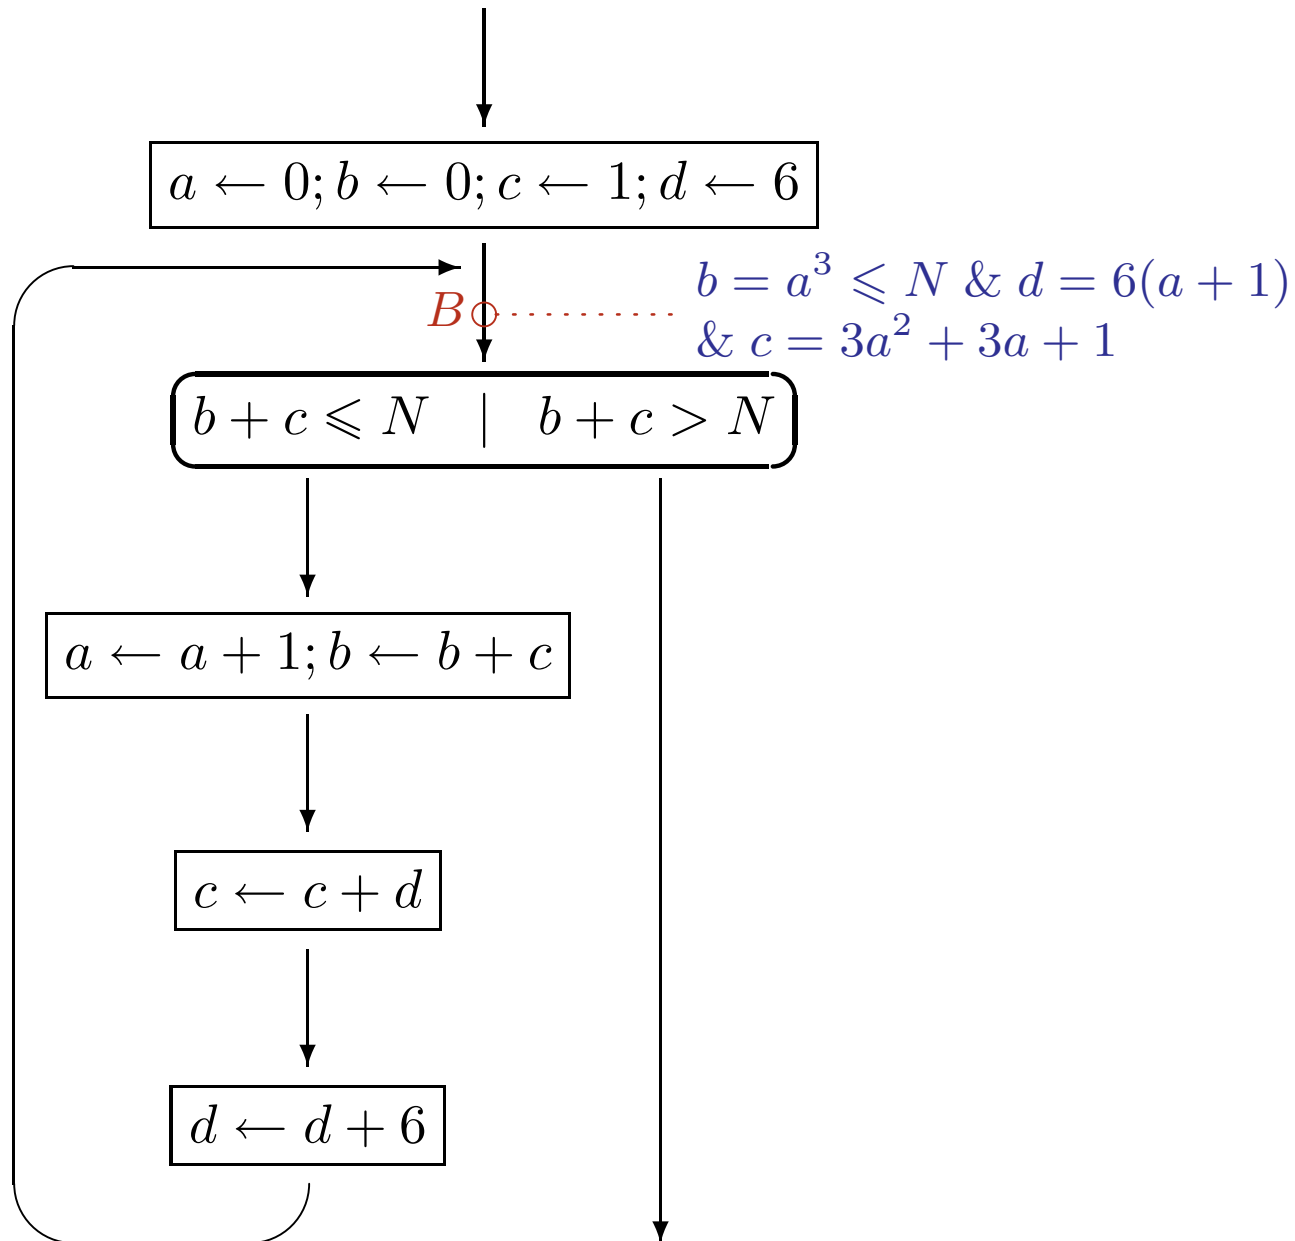 a ← 0; b ← 0; c ← 1; d ← 6
b = a³ ⩽ N & d = 6(a + 1)
& c = 3a² + 3a + 1
B
b + c ⩽ N | b + c > N
a ← a + 1; b ← b + c
c ← c + d
d ← d + 6